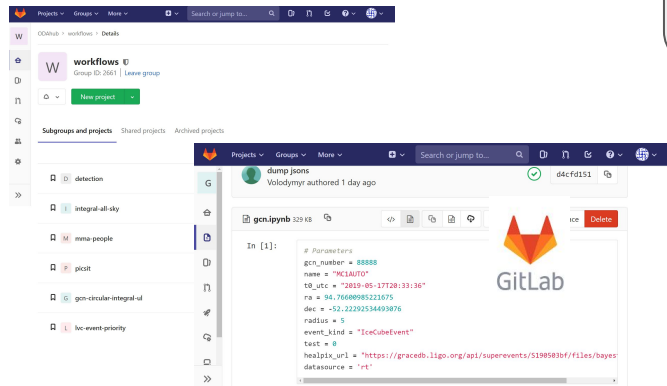 Projects Groups More Search or jump to...
W ODAhub › workflows › Details
W workflows
Group ID: 2661 | Leave group
New project
Subgroups and projects Shared projects Archived projects
D detection
I integral-all-sky
M mma-people
P picsit
G gcn-circular-integral-ul
L lvc-event-priority
Projects Groups More Search or jump to...
G dump jsons
Volodymyr authored 1 day ago
d4cfd151
gcn.ipynb 329 KB
Delete
GitLab
In [1]:
# Parameters
gcn_number = 88888
name = "MC1AUTO"
t0_utc = "2019-05-17T20:33:36"
ra = 94.76600985221675
dec = -52.22292534493076
radius = 5
event_kind = "IceCubeEvent"
test = 0
healpix_url = "https://gracedb.ligo.org/api/superevents/S190503bf/files/bayes
datasource = 'rt'